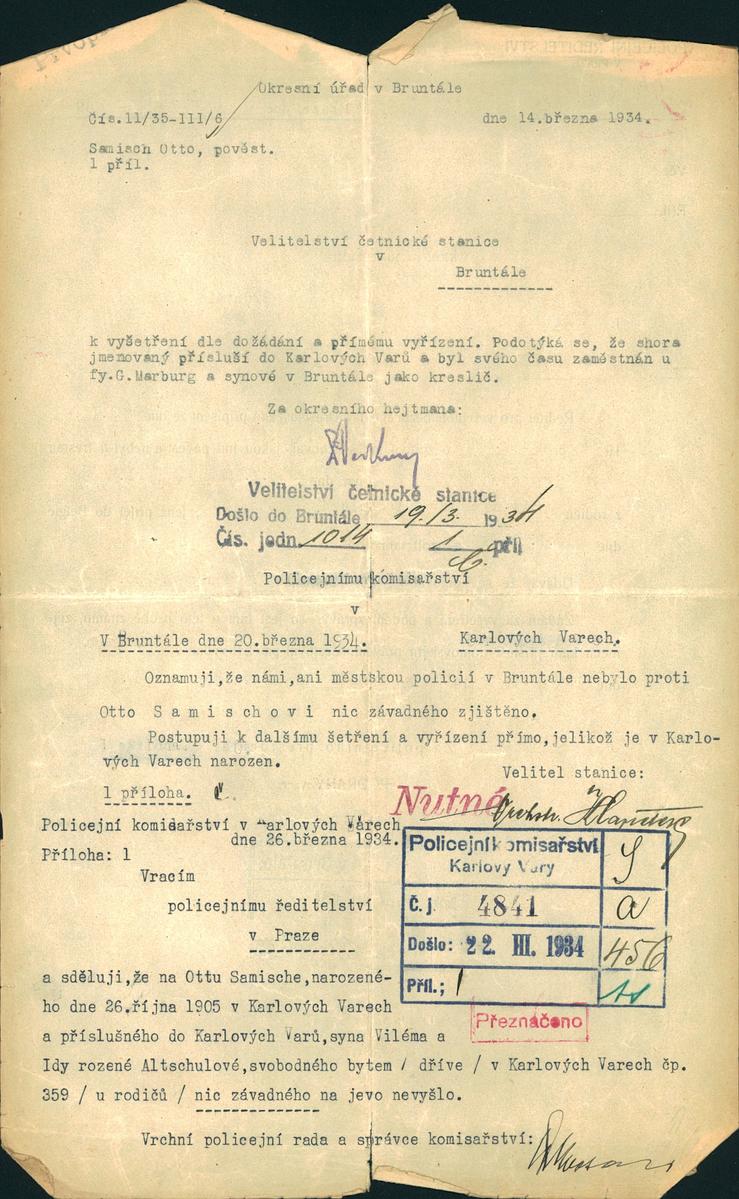 Okresní úřad v Bruntále
Čís.11/35-III/6 dne 14.března 1934.
Samisch Otto, pověst.
1 příl.
Velitelství četnické stanice
v
Bruntále
k vyšetření dle dožádání a přímému vyřízení. Podotýká se, že shora
jmenovaný přísluší do Karlových Varů a byl svého času zaměstnán u
fy.G.Marburg a synové v Bruntále jako kreslič.
Za okresního hejtmana:
Velitelství četnické stanice
Došlo do Bruntále 19./3. 1934
Čís. jedn. 1014 1 příl
Policejnímu komisařství
v
V Bruntále dne 20.března 1934. Karlových Varech.
Oznamuji,že námi,ani městskou policií v Bruntále nebylo proti
Otto S a m i s c h o v i nic závadného zjištěno.
Postupuji k dalšímu šetření a vyřízení přímo,jelikož je v Karlo-
vých Varech narozen.
Velitel stanice:
1 příloha.
Nutné
Policejní komidařství v Karlových Varech
dne 26.března 1934.
Příloha: 1
Vracím
policejnímu ředitelství
v Praze
Policejní komisařství
Karlovy Vary
Č.j. 4841 a
Došlo: 22. III. 1934 456
Příl.; 1
Přeznačeno
a sděluji,že na Ottu Samische,narozené-
ho dne 26.října 1905 v Karlových Varech
a příslušného do Karlových Varů,syna Viléma a
Idy rozené Altschulové,svobodného bytem / dříve / v Karlových Varech čp.
359 / u rodičů / nic závadného na jevo nevyšlo.
Vrchní policejní rada a správce komisařství: